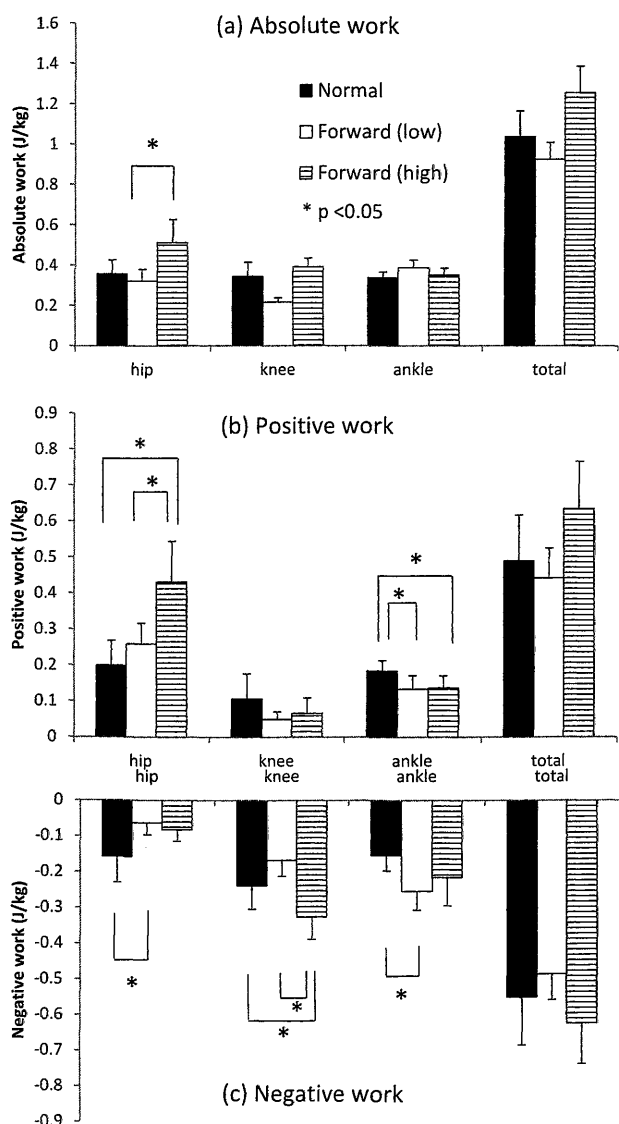 (a) Absolute work
1.6
1.4
1.2
1
0.8
0.6
0.4
0.2
0
Absolute work (J/kg)
Normal
Forward (low)
Forward (high)
* p <0.05
*
hip knee ankle total
(b) Positive work
0.9
0.8
0.7
0.6
0.5
0.4
0.3
0.2
0.1
0
Positive work (J/kg)
*
*
*
*
hip knee ankle total
hip knee ankle total
0
-0.1
-0.2
-0.3
-0.4
-0.5
-0.6
-0.7
-0.8
-0.9
Negative work (J/kg)
*
*
*
*
(c) Negative work